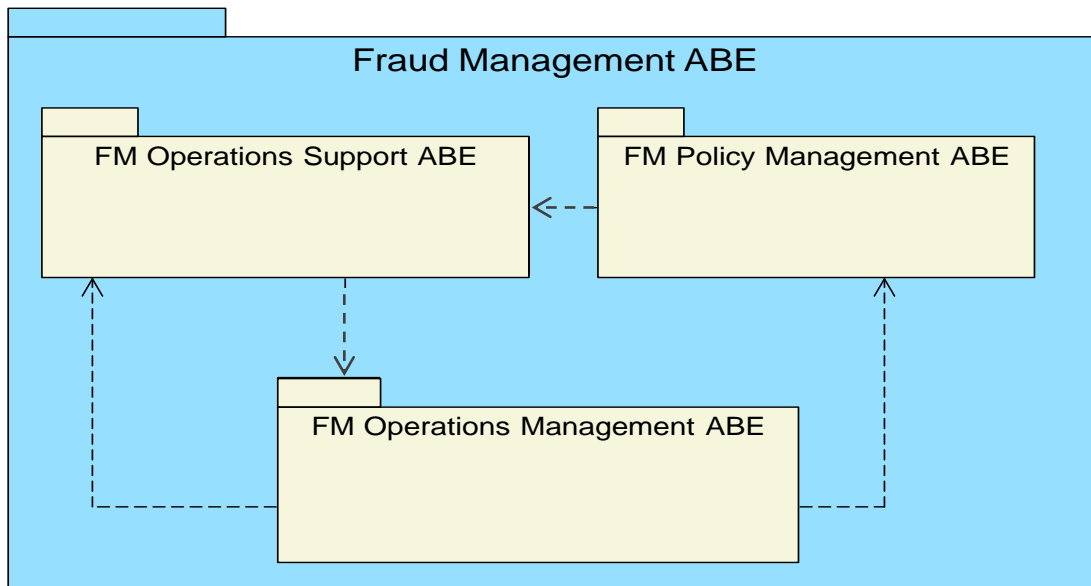 Fraud Management ABE
FM Operations Support ABE
FM Policy Management ABE
FM Operations Management ABE